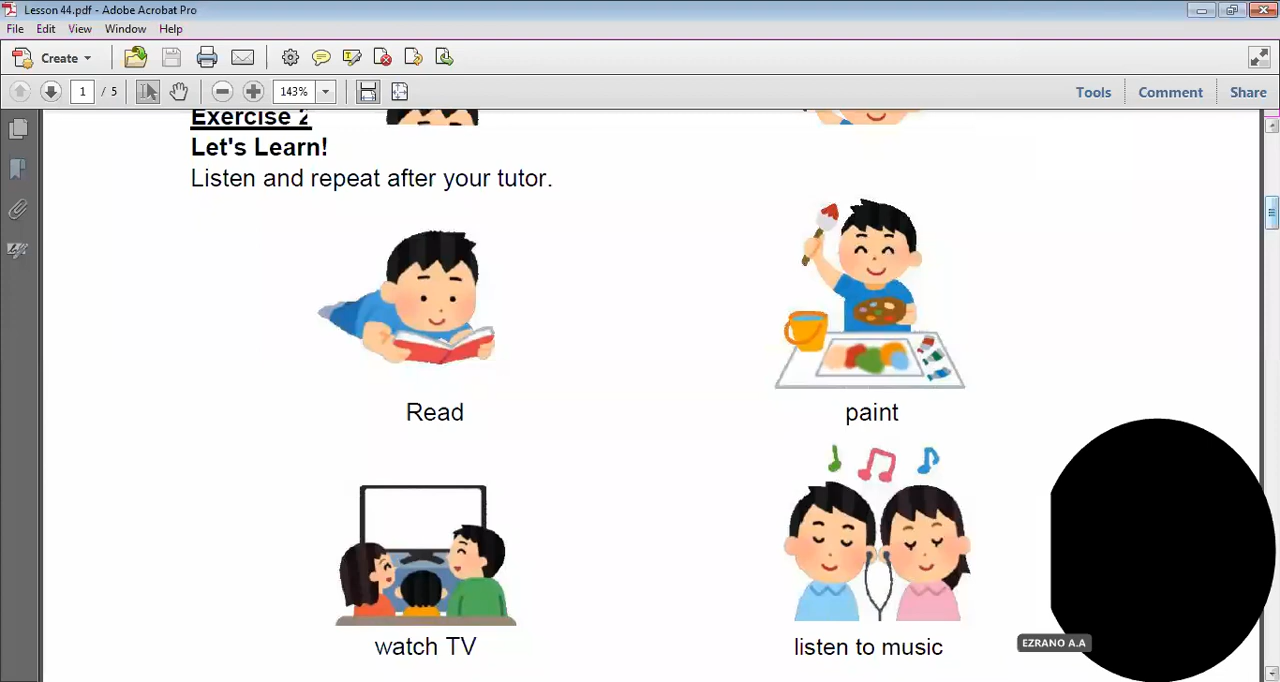 Lesson 44.pdf - Adobe Acrobat Pro
File Edit View Window Help
Create
1 / 5 143% Tools Comment Share
Exercise 2
Let's Learn!
Listen and repeat after your tutor.
Read paint
watch TV listen to music
EZRANO A.A